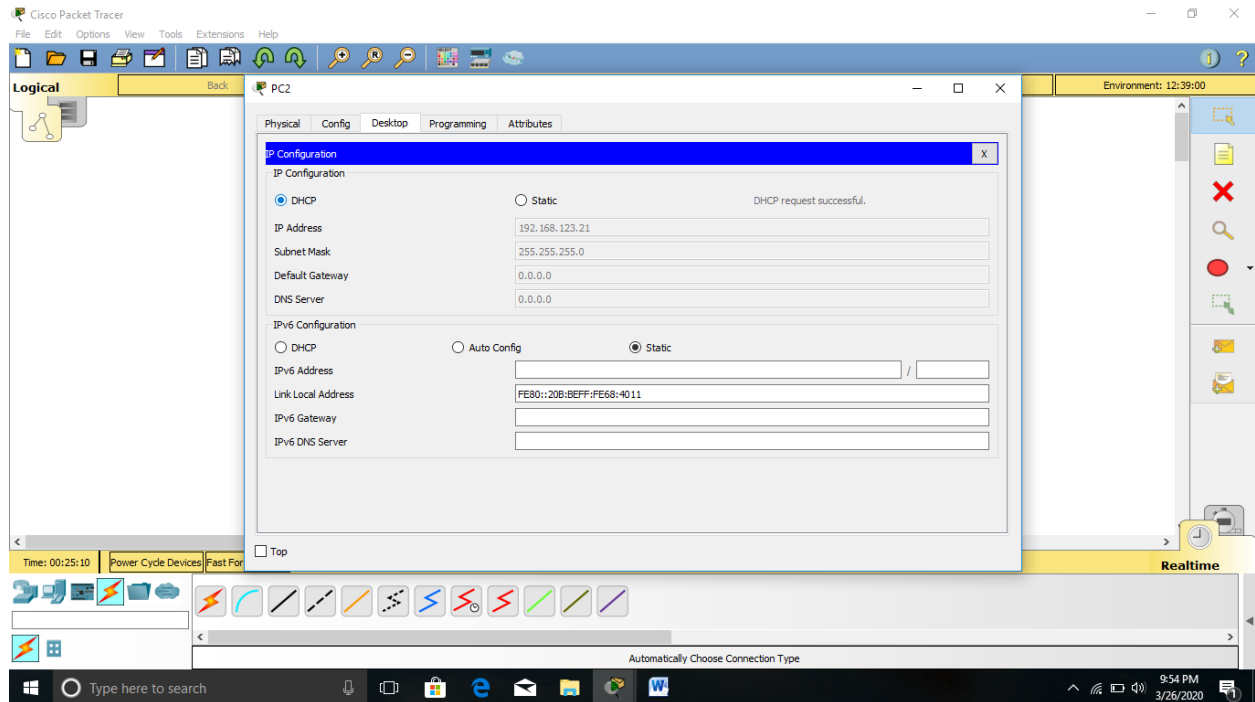 Cisco Packet Tracer
File Edit Options View Tools Extensions Help
Logical
Back
Environment: 12:39:00
PC2
Physical Config Desktop Programming Attributes
IP Configuration
X
IP Configuration
DHCP Static DHCP request successful.
IP Address 192.168.123.21
Subnet Mask 255.255.255.0
Default Gateway 0.0.0.0
DNS Server 0.0.0.0
IPv6 Configuration
DHCP Auto Config Static
IPv6 Address /
Link Local Address FE80::20B:BEFF:FE68:4011
IPv6 Gateway
IPv6 DNS Server
Top
Time: 00:25:10 Power Cycle Devices Fast For
Realtime
Automatically Choose Connection Type
Type here to search
9:54 PM
3/26/2020